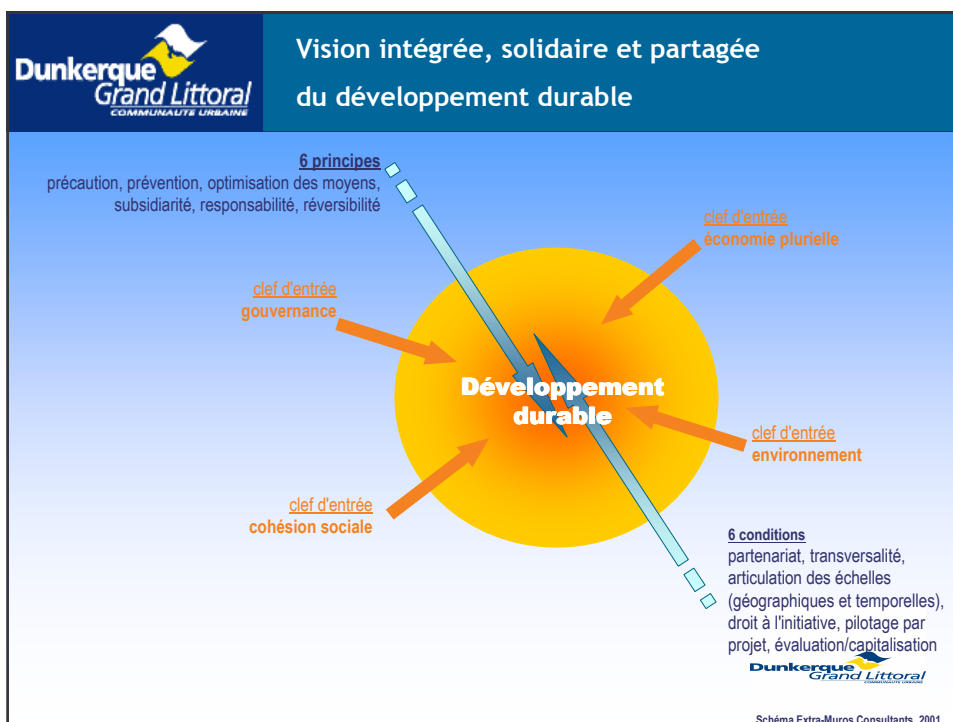 Dunkerque
Grand Littoral
COMMUNAUTE URBAINE
Vision intégrée, solidaire et partagée
du développement durable
6 principes
précaution, prévention, optimisation des moyens,
subsidiarité, responsabilité, réversibilité
clef d'entrée
économie plurielle
clef d'entrée
gouvernance
Développement
durable
clef d'entrée
environnement
clef d'entrée
cohésion sociale
6 conditions
partenariat, transversalité,
articulation des échelles
(géographiques et temporelles),
droit à l'initiative, pilotage par
projet, évaluation/capitalisation
Dunkerque
Grand Littoral
COMMUNAUTE URBAINE
Schéma Extra-Muros Consultants, 2001